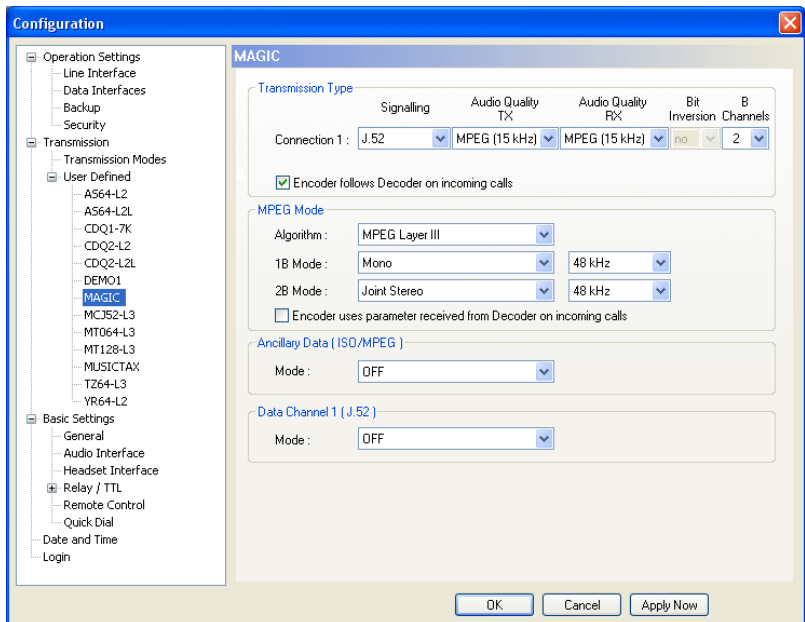 Configuration
Operation Settings
Line Interface
Data Interfaces
Backup
Security
Transmission
Transmission Modes
User Defined
AS64-L2
AS64-L2L
CDQ1-7K
CDQ2-L2
CDQ2-L2L
DEMO1
MAGIC
MCJ52-L3
MT064-L3
MT128-L3
MUSICTAX
TZ64-L3
YR64-L2
Basic Settings
General
Audio Interface
Headset Interface
Relay / TTL
Remote Control
Quick Dial
Date and Time
Login
MAGIC
Transmission Type
Signalling
Audio Quality TX
Audio Quality RX
Bit Inversion
B Channels
Connection 1 : J.52 MPEG (15 kHz) MPEG (15 kHz) no 2
Encoder follows Decoder on incoming calls
MPEG Mode
Algorithm : MPEG Layer III
1B Mode : Mono 48 kHz
2B Mode : Joint Stereo 48 kHz
Encoder uses parameter received from Decoder on incoming calls
Ancillary Data ( ISO/MPEG )
Mode : OFF
Data Channel 1 ( J.52 )
Mode : OFF
OK Cancel Apply Now